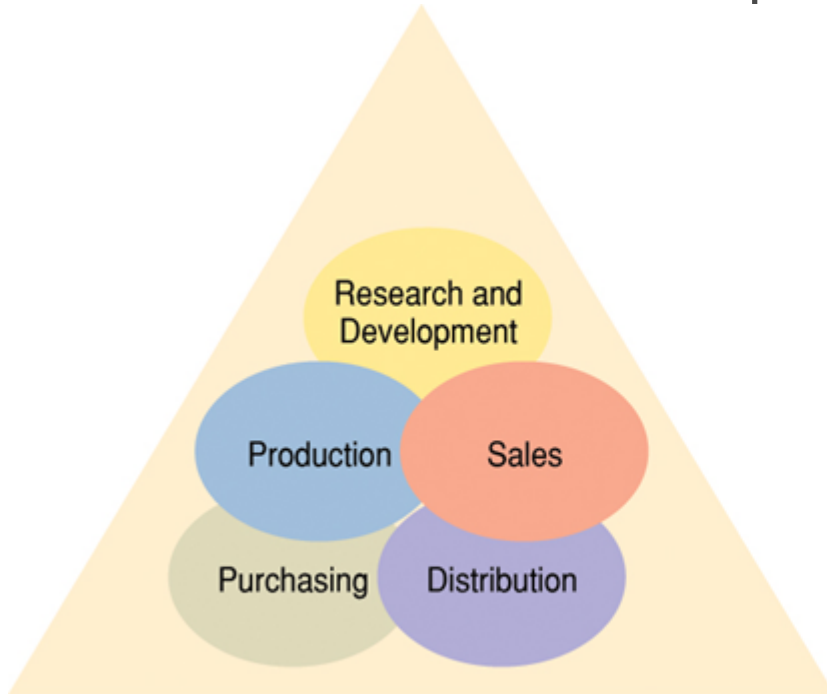 Research and
Development
Production
Sales
Purchasing
Distribution